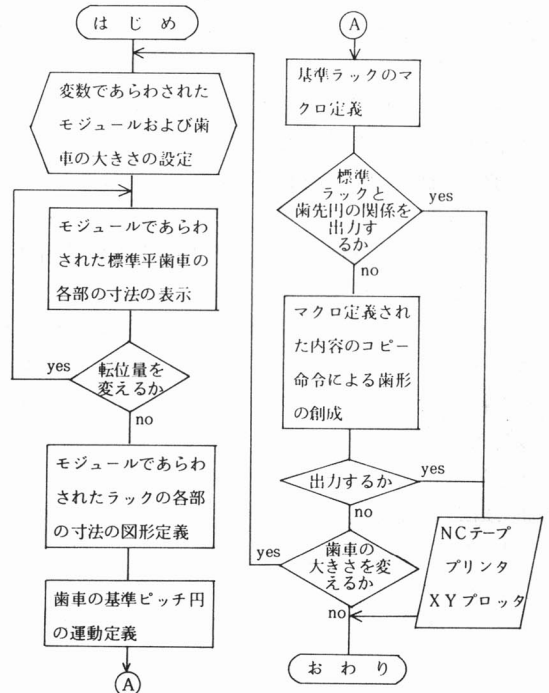 はじめ
変数であらわされた
モジュールおよび歯
車の大きさの設定
モジュールであらわ
された標準平歯車の
各部の寸法の表示
yes
転位量を
変えるか
no
モジュールであらわ
されたラックの各部
の寸法の図形定義
歯車の基準ピッチ円
の運動定義
A
A
基準ラックのマ
クロ定義
標準
ラックと
歯先円の関係を
出力す
るか
yes
no
マクロ定義され
た内容のコピー
命令による歯形
の創成
出力するか
yes
no
yes
歯車の
大きさを変
えるか
no
NCテープ
プリンタ
XYプロッタ
おわり